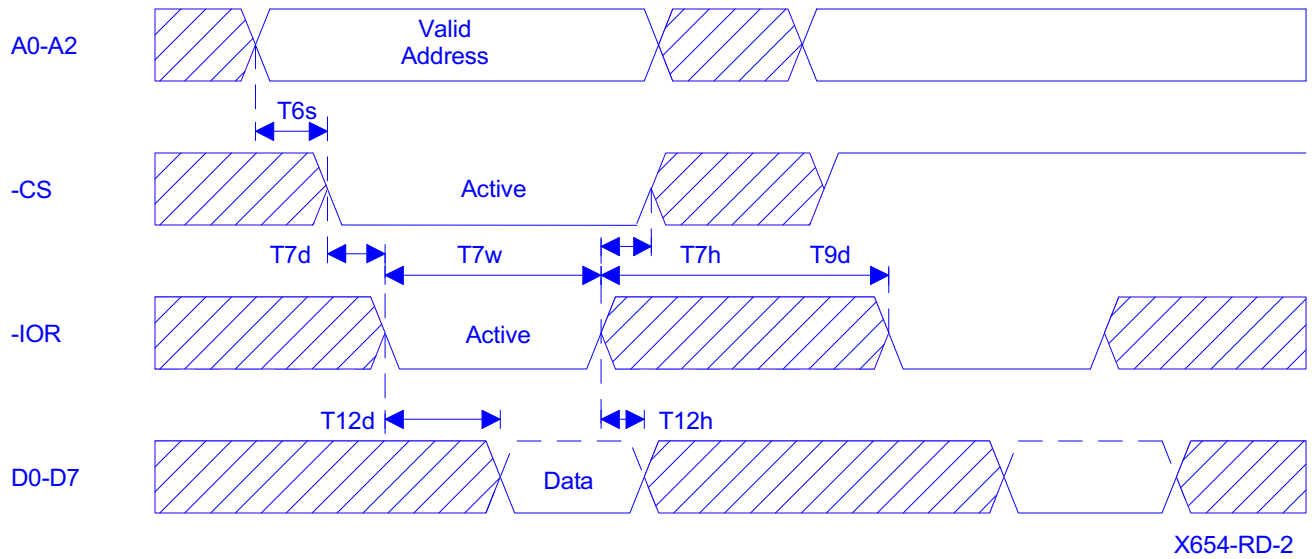 A0-A2
Valid
Address
T6s
-CS
Active
T7d
T7w
T7h
T9d
-IOR
Active
T12d
T12h
D0-D7
Data
X654-RD-2